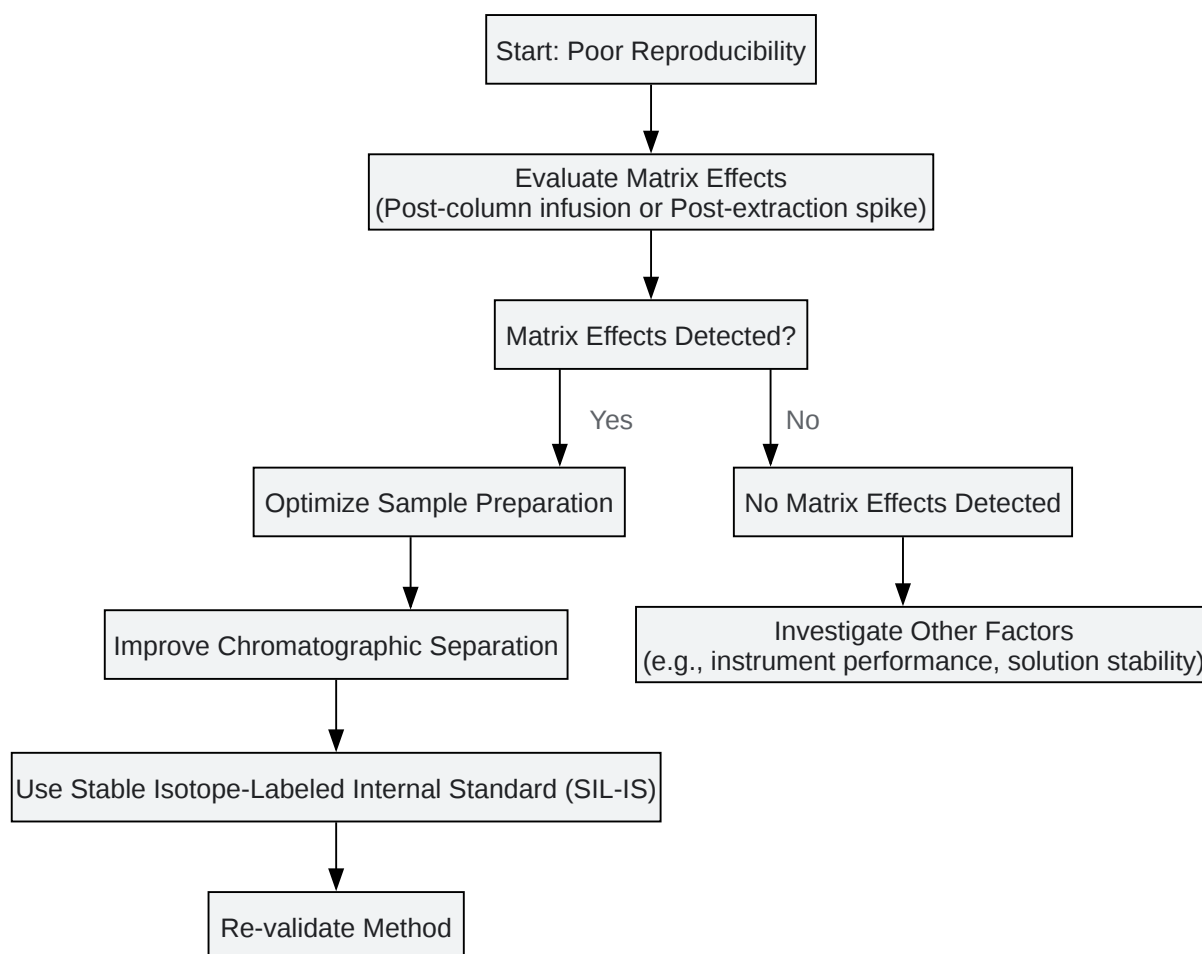 Start: Poor Reproducibility
Evaluate Matrix Effects
(Post-column infusion or Post-extraction spike)
Matrix Effects Detected?
Yes
No
Optimize Sample Preparation
No Matrix Effects Detected
Improve Chromatographic Separation
Investigate Other Factors
(e.g., instrument performance, solution stability)
Use Stable Isotope-Labeled Internal Standard (SIL-IS)
Re-validate Method